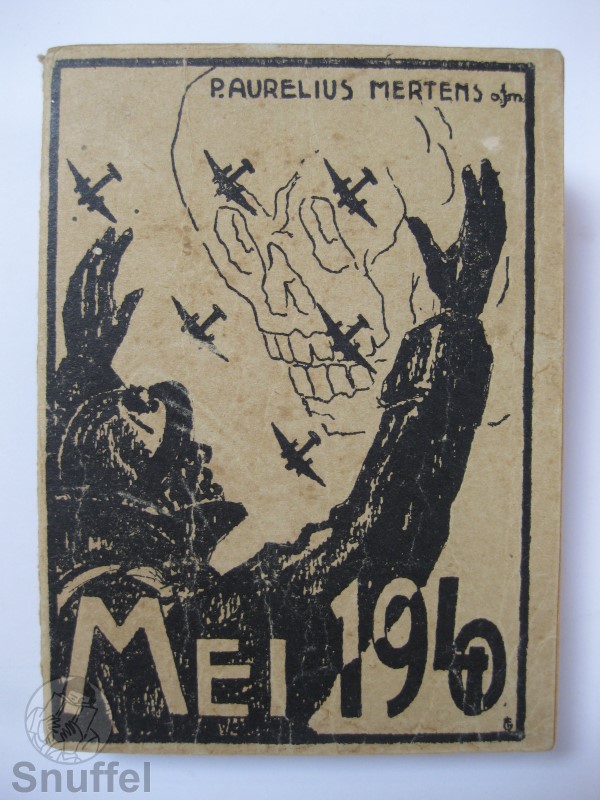 P. AURELIUS MERTENS o.f.m.
MEI 1940
Snuffel